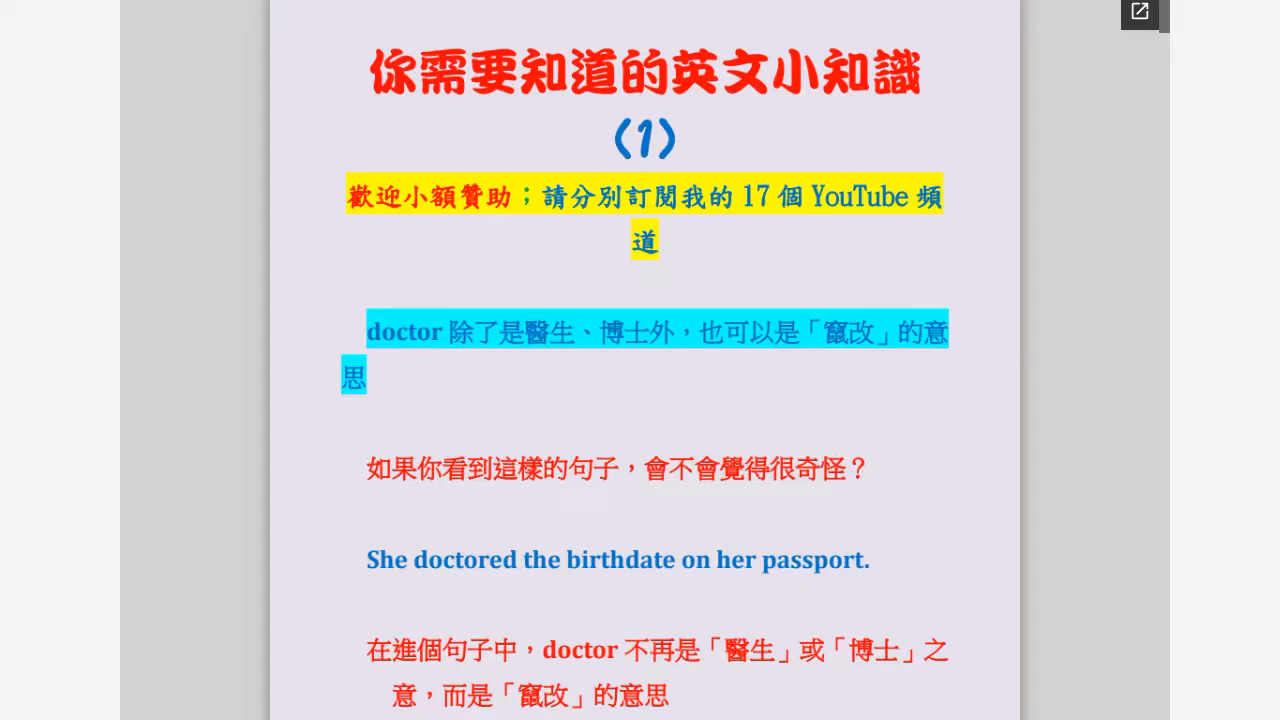 你需要知道的英文小知識
(1)
歡迎小額贊助；請分別訂閱我的 17 個 YouTube 頻
道
doctor 除了是醫生、博士外，也可以是「竄改」的意
思
如果你看到這樣的句子，會不會覺得很奇怪？
She doctored the birthdate on her passport.
在進個句子中，doctor 不再是「醫生」或「博士」之
意，而是「竄改」的意思